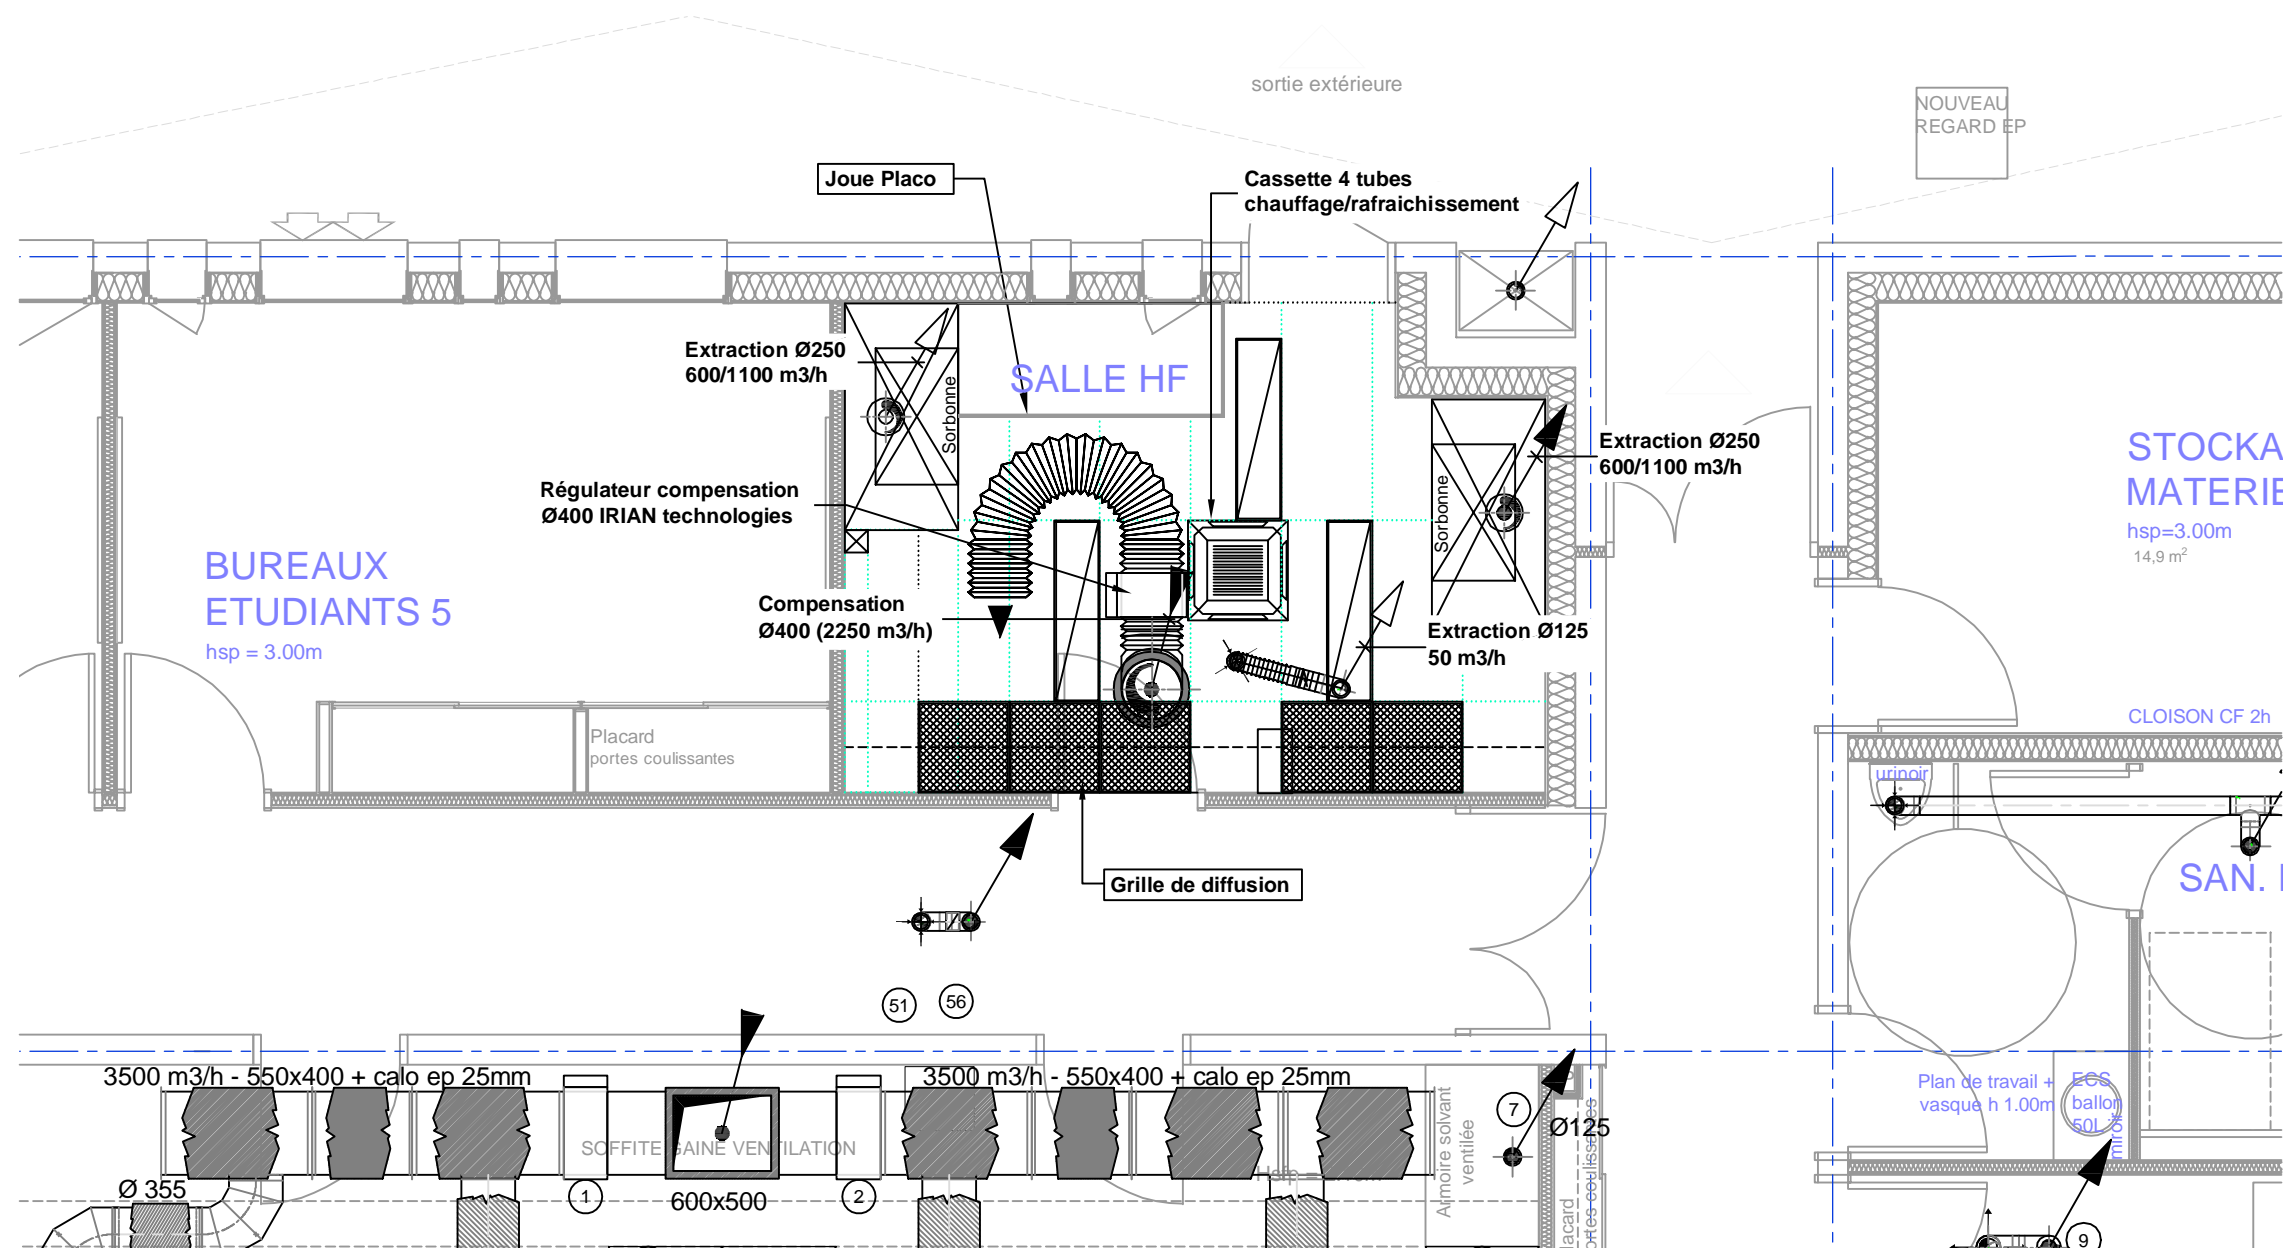 sortie extérieure
NOUVEAU
REGARD EP
Joue Placo
Cassette 4 tubes
chauffage/rafraichissement
Extraction Ø250
600/1100 m3/h
Sorbonne
SALLE HF
Extraction Ø250
600/1100 m3/h
Sorbonne
STOCKA
MATERIE
hsp=3.00m
14,9 m²
Régulateur compensation
Ø400 IRIAN technologies
BUREAUX
ETUDIANTS 5
hsp = 3.00m
Compensation
Ø400 (2250 m3/h)
Extraction Ø125
50 m3/h
Placard
portes coulissantes
CLOISON CF 2h
urinoir
SAN.
Grille de diffusion
51
56
3500 m3/h - 550x400 + calo ep 25mm
3500 m3/h - 550x400 + calo ep 25mm
SOFFITE GAINE VENTILATION
Armoire solvant
ventilée
7
Ø125
Plan de travail +
vasque h 1.00m
ECS
ballon
50L
miroir
Ø 355
1
600x500
2
lacard
ortes coulissantes
9